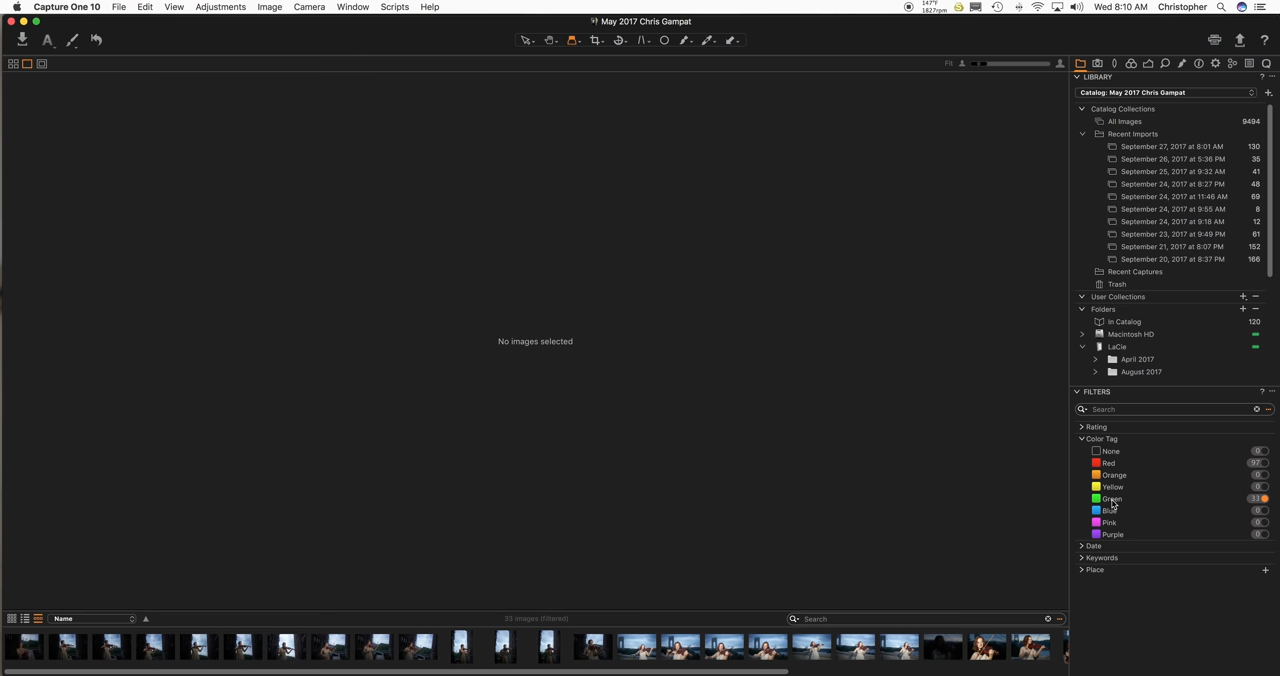 Capture One 10 File Edit View Adjustments Image Camera Window Scripts Help 147°F 1827rpm Wed 8:10 AM Christopher
May 2017 Chris Gampat
Fit
LIBRARY ?
Catalog: May 2017 Chris Gampat
Catalog Collections
All Images 9494
Recent Imports
September 27, 2017 at 8:01 AM 130
September 26, 2017 at 5:36 PM 35
September 25, 2017 at 9:32 AM 41
September 24, 2017 at 8:27 PM 48
September 24, 2017 at 11:46 AM 69
September 24, 2017 at 9:55 AM 8
September 24, 2017 at 9:18 AM 12
September 23, 2017 at 9:49 PM 61
September 21, 2017 at 8:07 PM 152
September 20, 2017 at 8:37 PM 166
Recent Captures
Trash
User Collections
Folders
In Catalog 120
Macintosh HD
LaCie
April 2017
August 2017
FILTERS ?
Search
Rating
Color Tag
None 0
Red 97
Orange 0
Yellow 0
Green 33
Blue 0
Pink 0
Purple 0
Date
Keywords
Place
No images selected
Name 33 images (filtered) Search